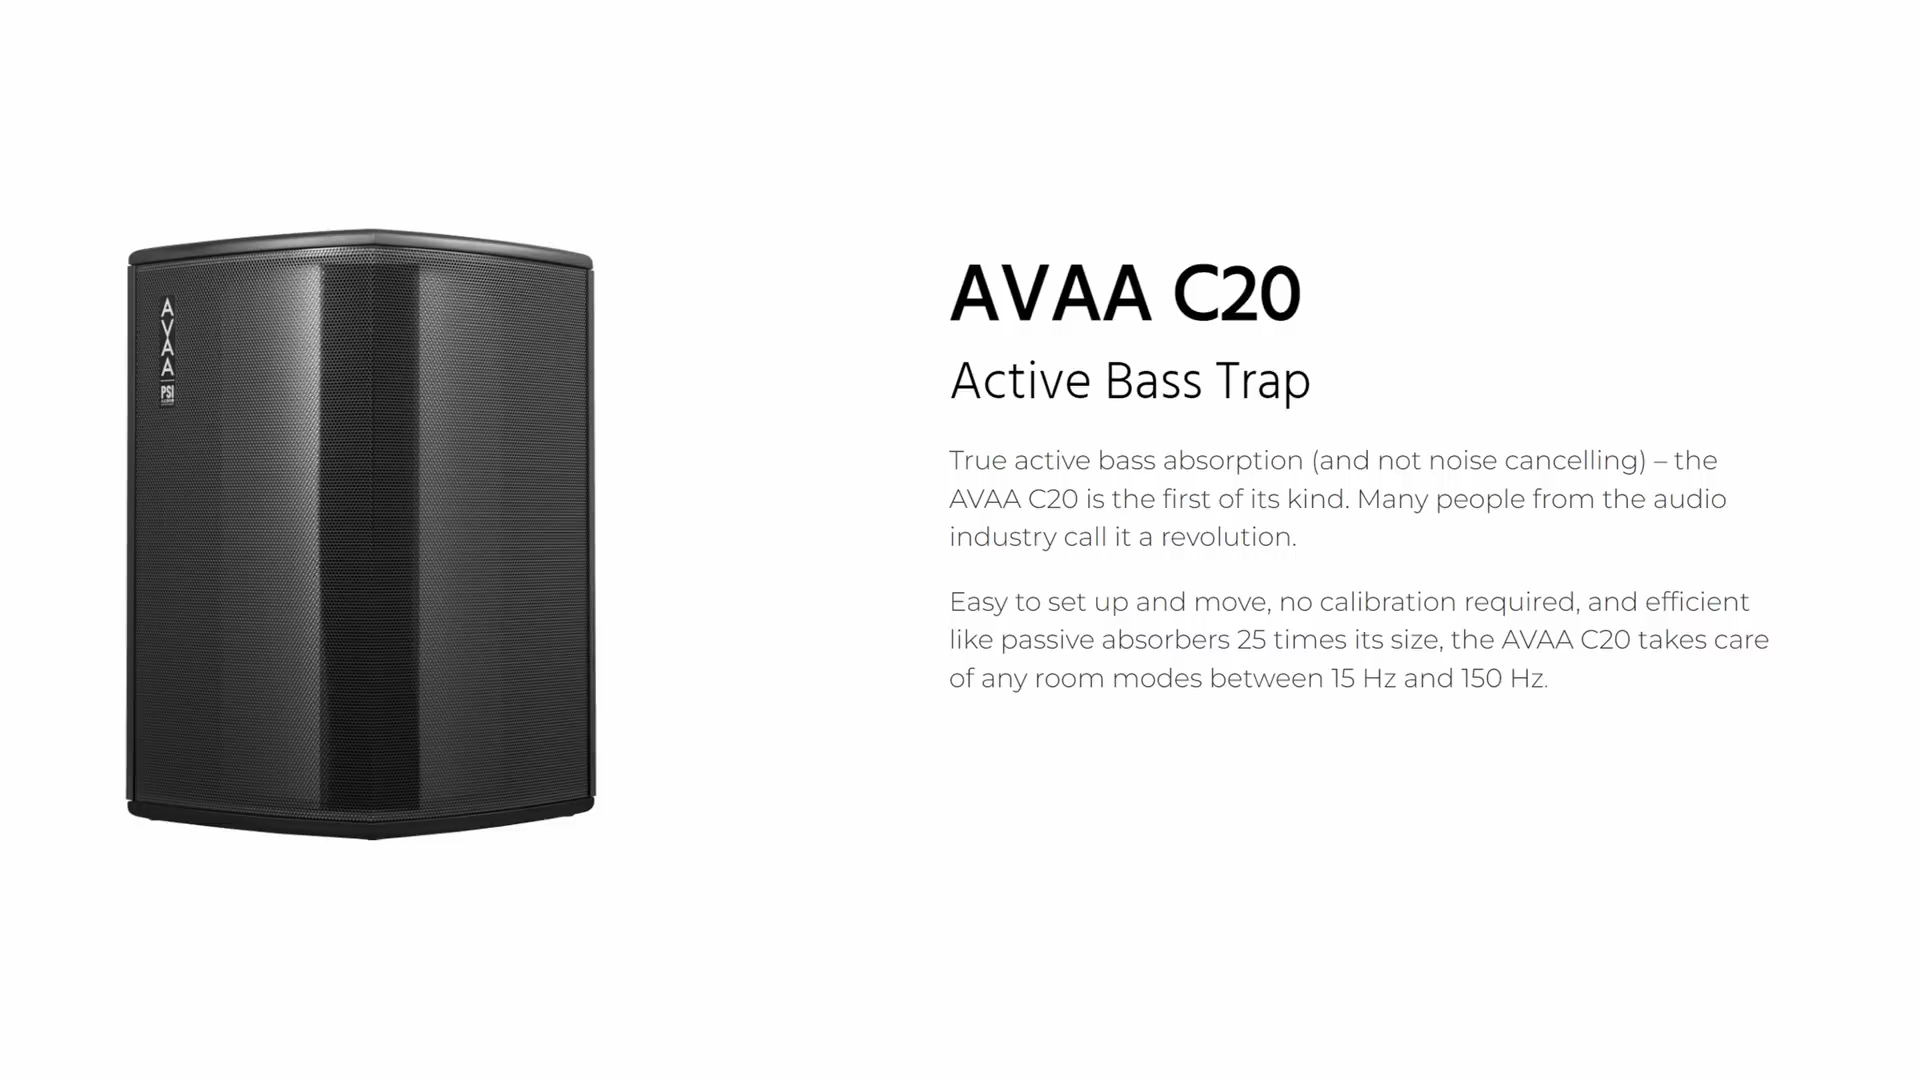 AVAA
PSI
AVAA C20
Active Bass Trap
True active bass absorption (and not noise cancelling) – the
AVAA C20 is the first of its kind. Many people from the audio
industry call it a revolution.
Easy to set up and move, no calibration required, and efficient
like passive absorbers 25 times its size, the AVAA C20 takes care
of any room modes between 15 Hz and 150 Hz.